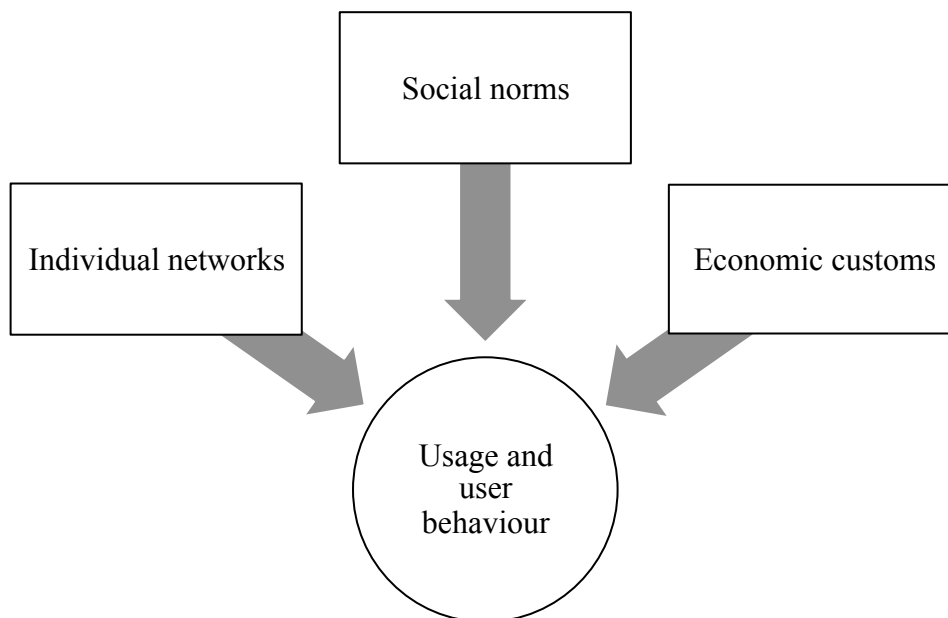 Social norms
Individual networks
Economic customs
Usage and
user
behaviour